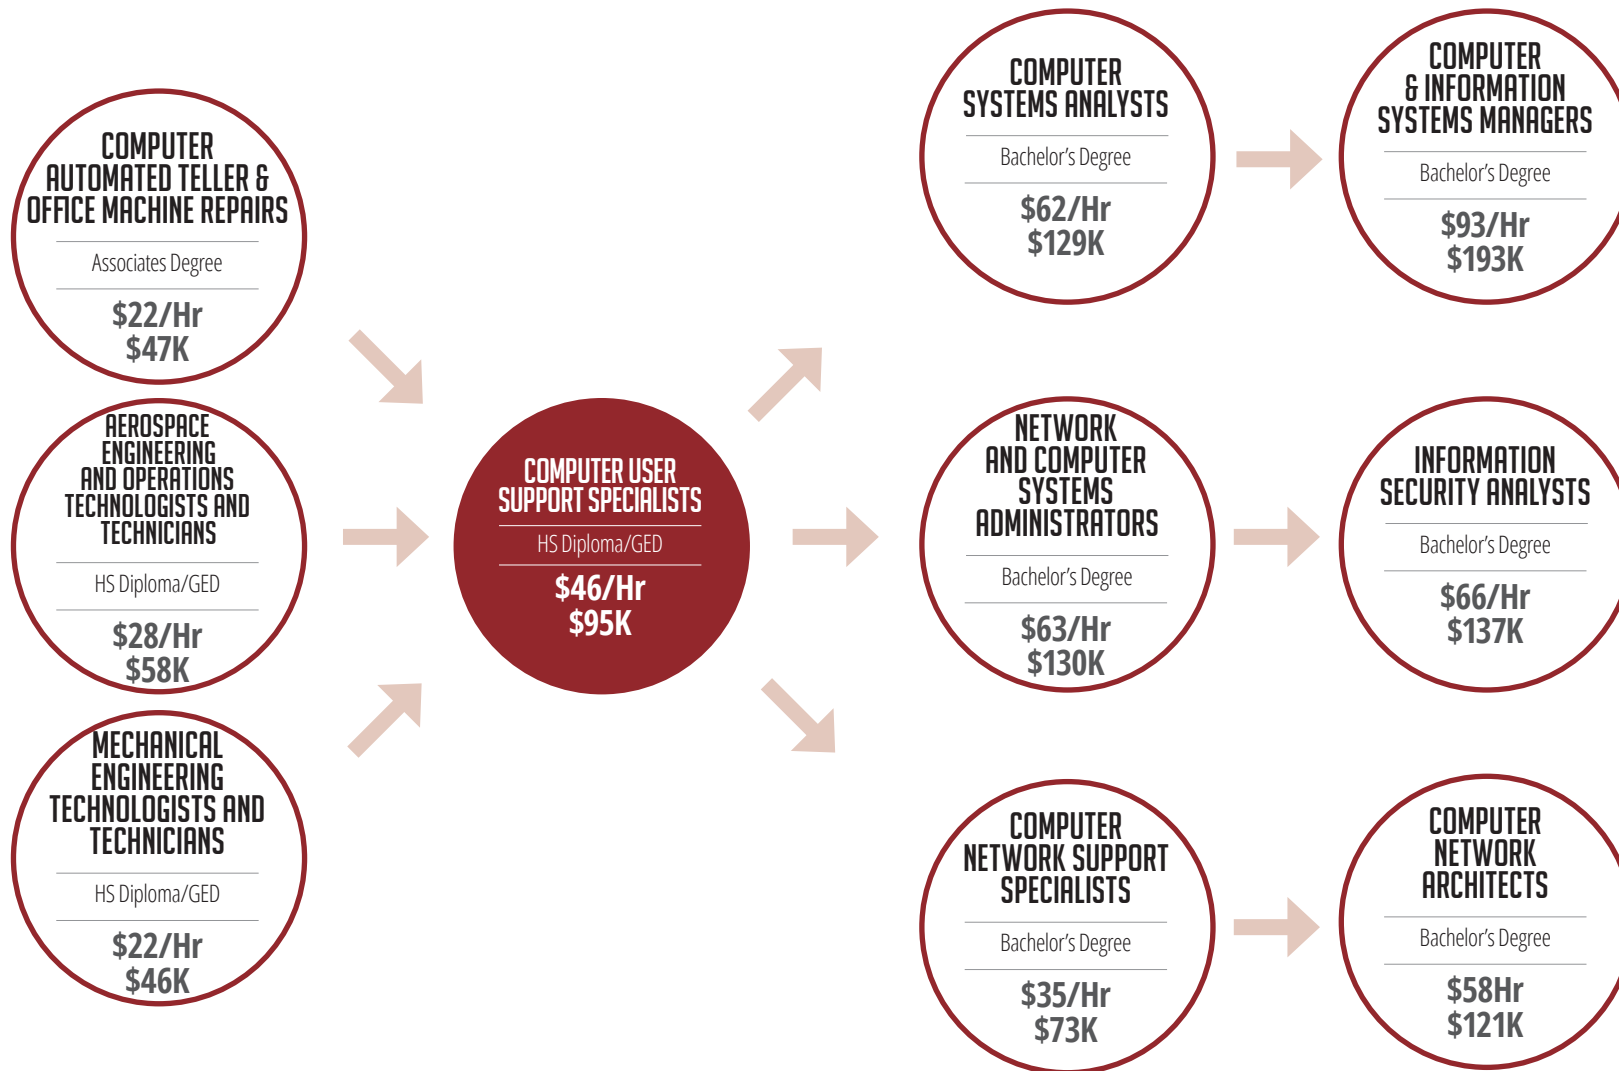 COMPUTER
AUTOMATED TELLER &
OFFICE MACHINE REPAIRS
Associates Degree
$22/Hr
$47K
AEROSPACE
ENGINEERING
AND OPERATIONS
TECHNOLOGISTS AND
TECHNICIANS
HS Diploma/GED
$28/Hr
$58K
MECHANICAL
ENGINEERING
TECHNOLOGISTS AND
TECHNICIANS
HS Diploma/GED
$22/Hr
$46K
COMPUTER USER
SUPPORT SPECIALISTS
HS Diploma/GED
$46/Hr
$95K
COMPUTER
SYSTEMS ANALYSTS
Bachelor's Degree
$62/Hr
$129K
COMPUTER
& INFORMATION
SYSTEMS MANAGERS
Bachelor's Degree
$93/Hr
$193K
NETWORK
AND COMPUTER
SYSTEMS
ADMINISTRATORS
Bachelor's Degree
$63/Hr
$130K
INFORMATION
SECURITY ANALYSTS
Bachelor's Degree
$66/Hr
$137K
COMPUTER
NETWORK SUPPORT
SPECIALISTS
Bachelor's Degree
$35/Hr
$73K
COMPUTER
NETWORK
ARCHITECTS
Bachelor's Degree
$58Hr
$121K